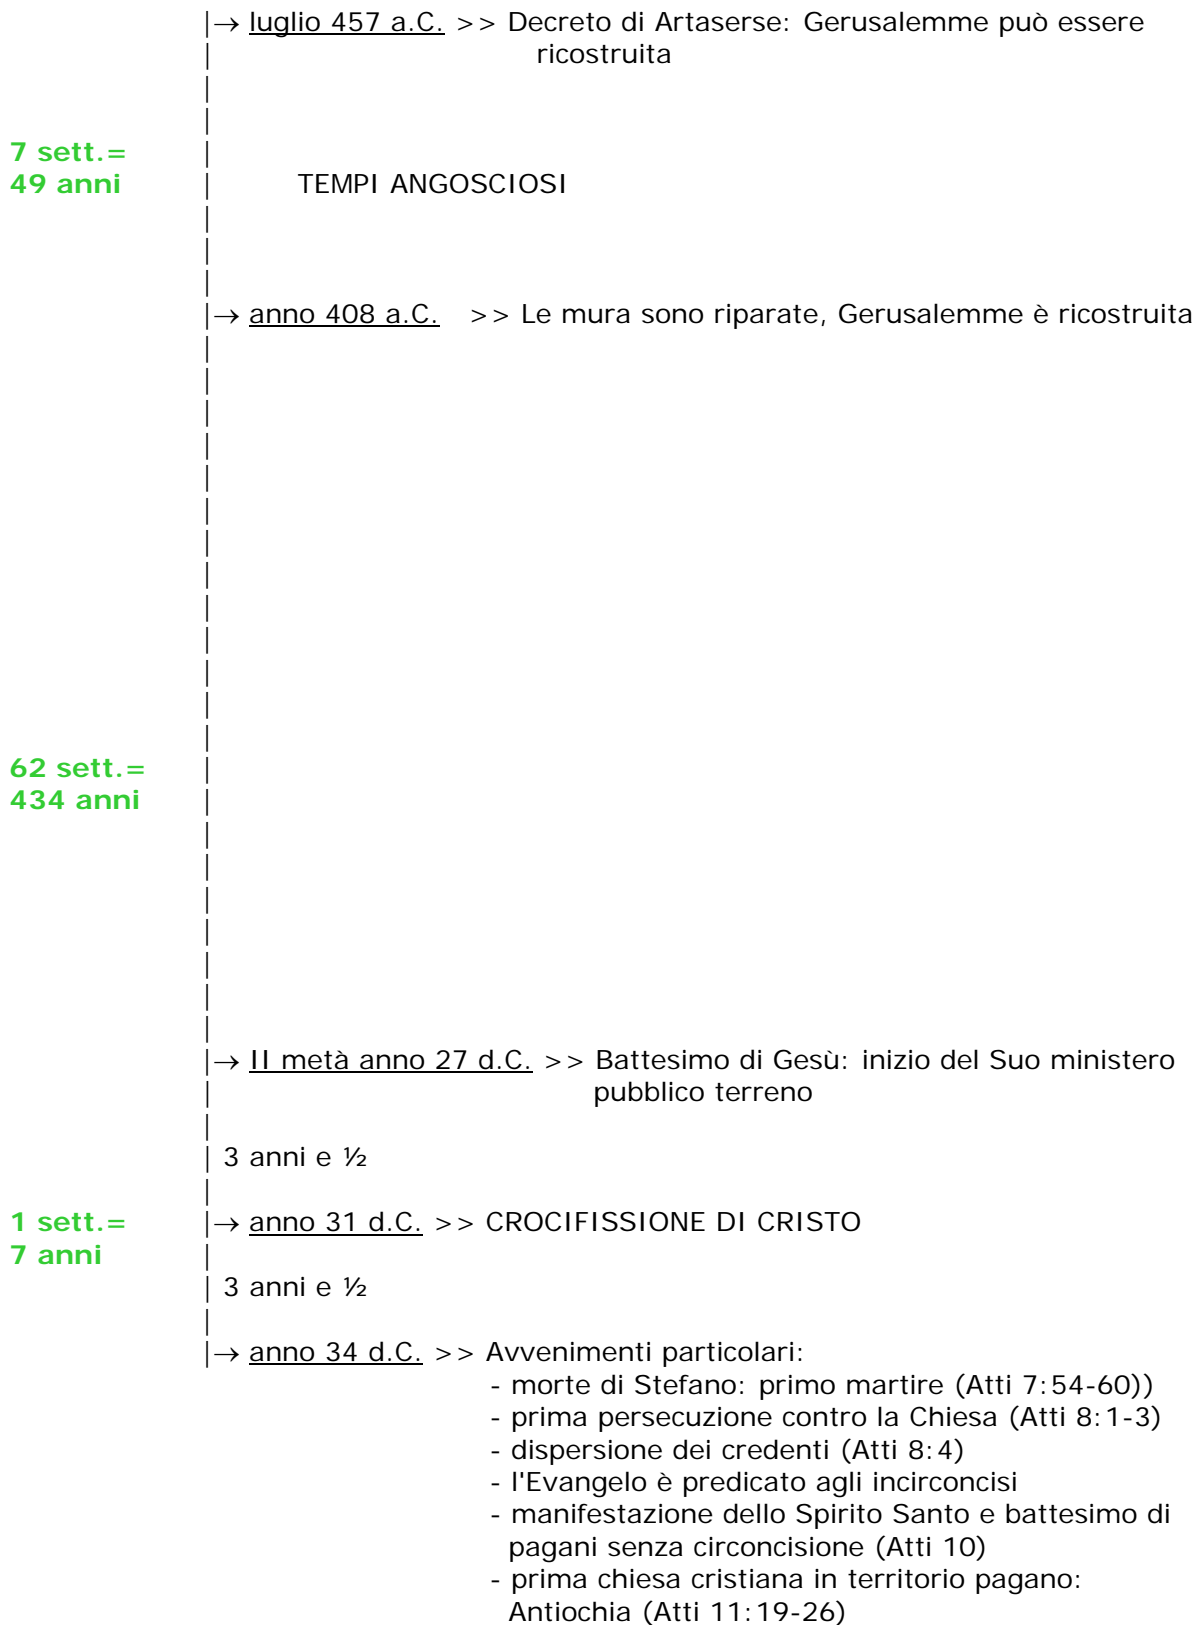 → luglio 457 a.C. >> Decreto di Artaserse: Gerusalemme può essere
ricostruita
7 sett.=
49 anni
TEMPI ANGOSCIOSI
→ anno 408 a.C. >> Le mura sono riparate, Gerusalemme è ricostruita
62 sett.=
434 anni
→ II metà anno 27 d.C. >> Battesimo di Gesù: inizio del Suo ministero
pubblico terreno
3 anni e ½
1 sett.=
7 anni
→ anno 31 d.C. >> CROCIFISSIONE DI CRISTO
3 anni e ½
→ anno 34 d.C. >> Avvenimenti particolari:
- morte di Stefano: primo martire (Atti 7:54-60))
- prima persecuzione contro la Chiesa (Atti 8:1-3)
- dispersione dei credenti (Atti 8:4)
- l'Evangelo è predicato agli incirconcisi
- manifestazione dello Spirito Santo e battesimo di
pagani senza circoncisione (Atti 10)
- prima chiesa cristiana in territorio pagano:
Antiochia (Atti 11:19-26)